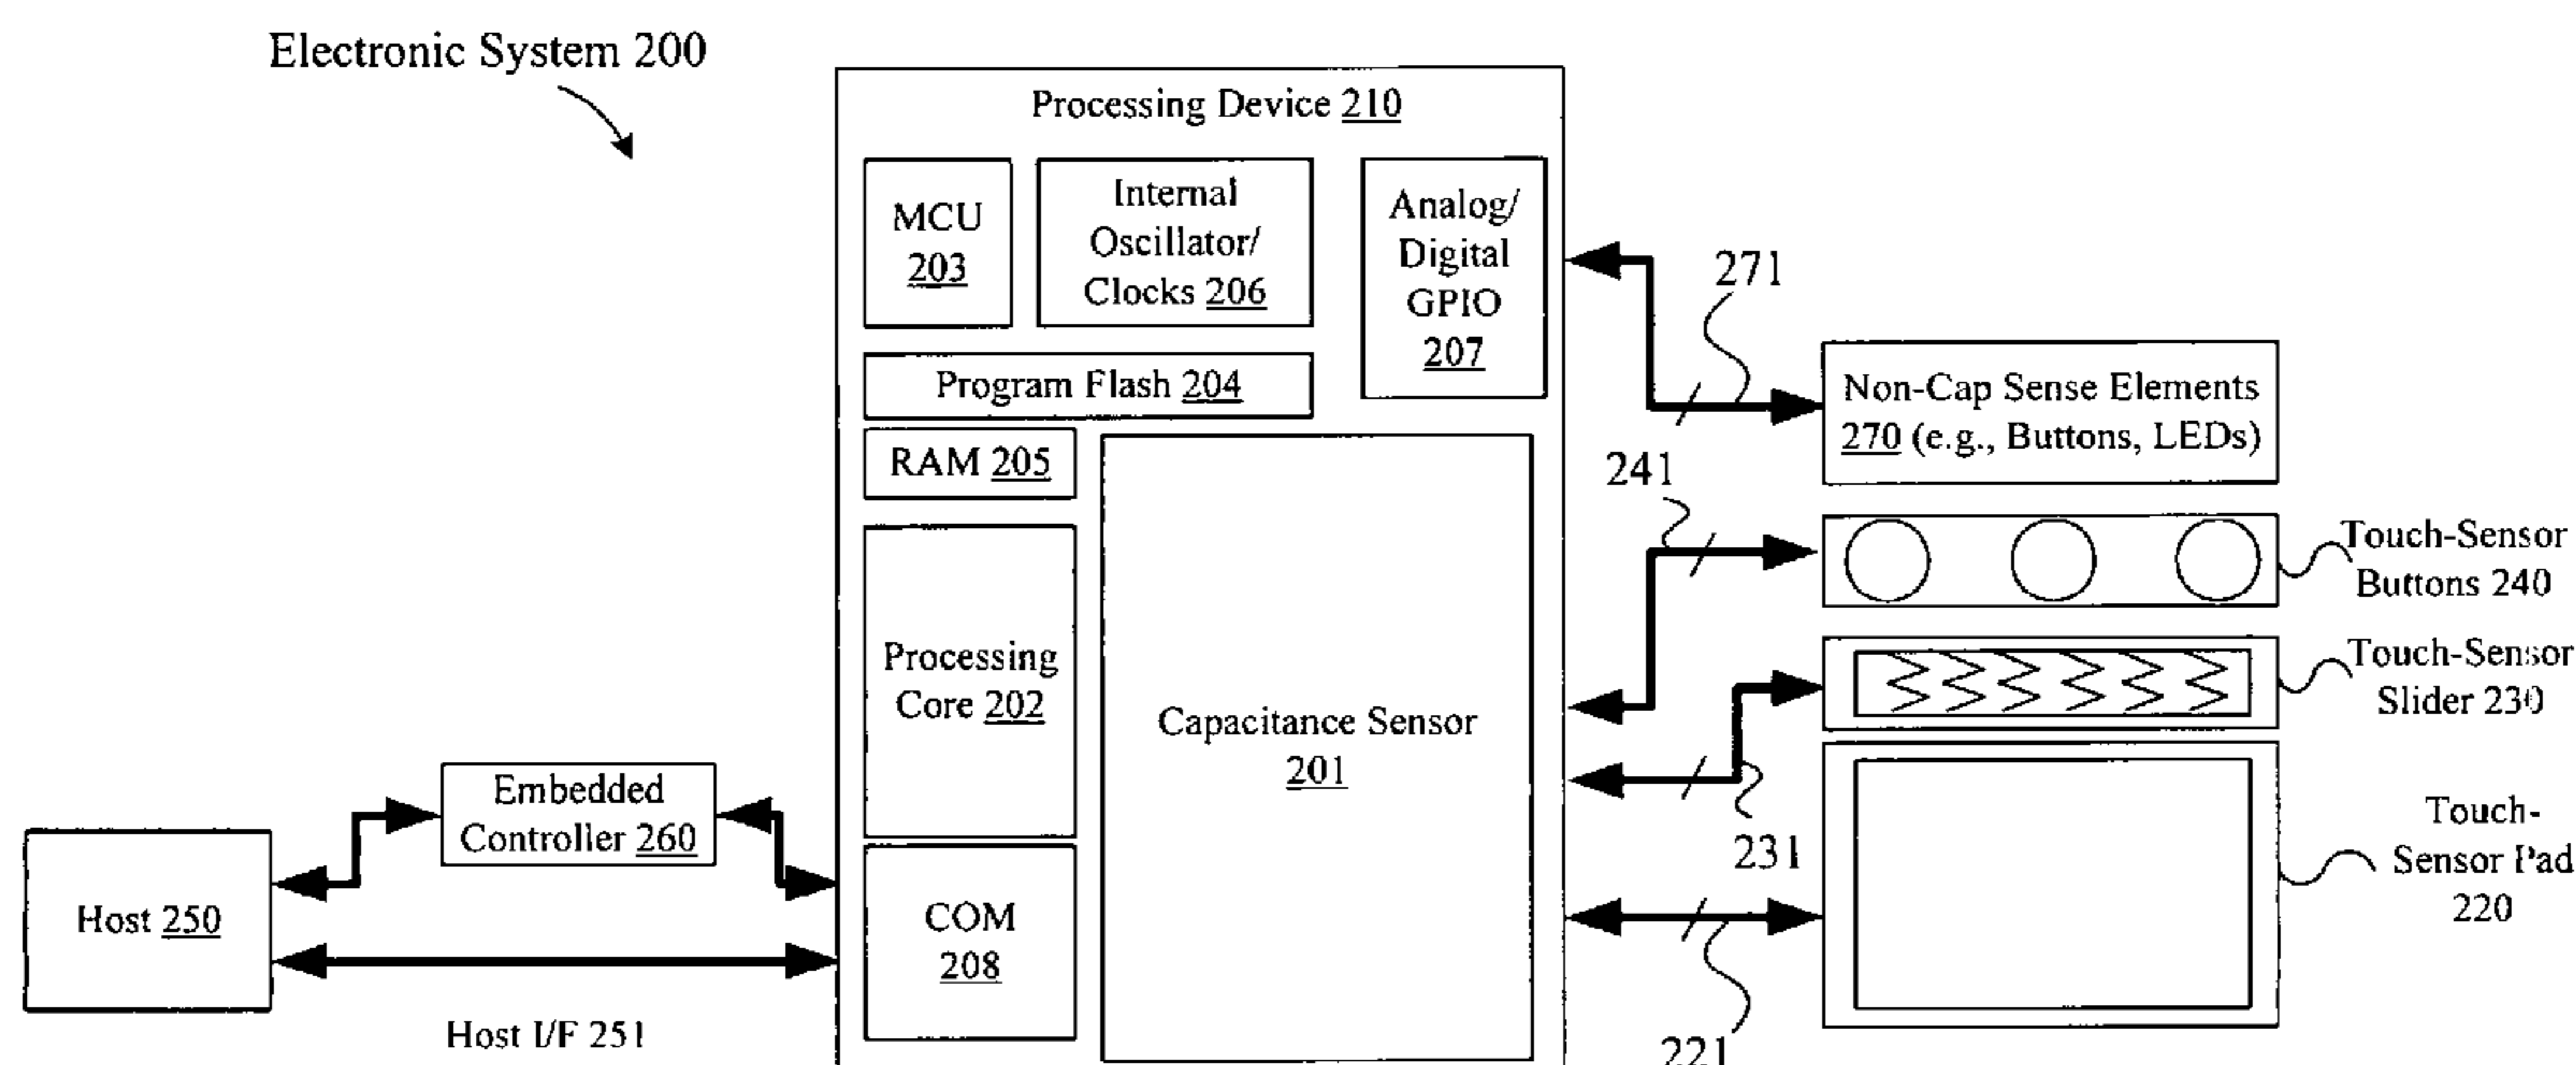 Electronic System 200
Processing Device 210
MCU
203
Internal
Oscillator/
Clocks 206
Analog/
Digital
GPIO
207
Program Flash 204
RAM 205
Processing
Core 202
COM
208
Capacitance Sensor
201
Embedded
Controller 260
Host 250
Host I/F 251
271
Non-Cap Sense Elements
270 (e.g., Buttons, LEDs)
241
Touch-Sensor
Buttons 240
Touch-Sensor
Slider 230
231
Touch-
Sensor Pad
220
221